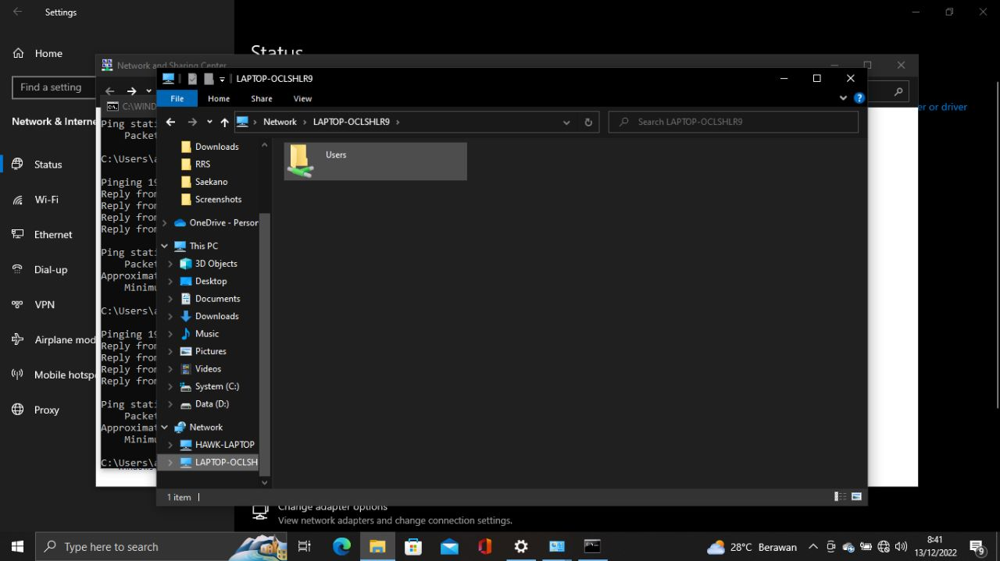 Settings
Home
Find a setting
Network & Interne
Status
Wi-Fi
Ethernet
Dial-up
VPN
Airplane mod
Mobile hotsp
Proxy
Status
Network and Sharing Center
er or driver
C:\WIND
Ping stati
Packet
C:\Users\a
Pinging 19
Reply from
Reply from
Reply from
Reply from
Ping stati
Packet
Approximat
Minimu
C:\Users\a
Pinging 19
Reply from
Reply from
Reply from
Reply from
Ping stati
Packet
Approximat
Minimu
C:\Users\a
LAPTOP-OCLSHLR9
File Home Share View
Network LAPTOP-OCLSHLR9
Search LAPTOP-OCLSHLR9
Downloads
RRS
Saekano
Screenshots
OneDrive - Person
This PC
3D Objects
Desktop
Documents
Downloads
Music
Pictures
Videos
System (C:)
Data (D:)
Network
HAWK-LAPTOP
LAPTOP-OCLSH
Users
1 item
Change adapter options
View network adapters and change connection settings.
Type here to search
28°C Berawan
8:41
13/12/2022
9